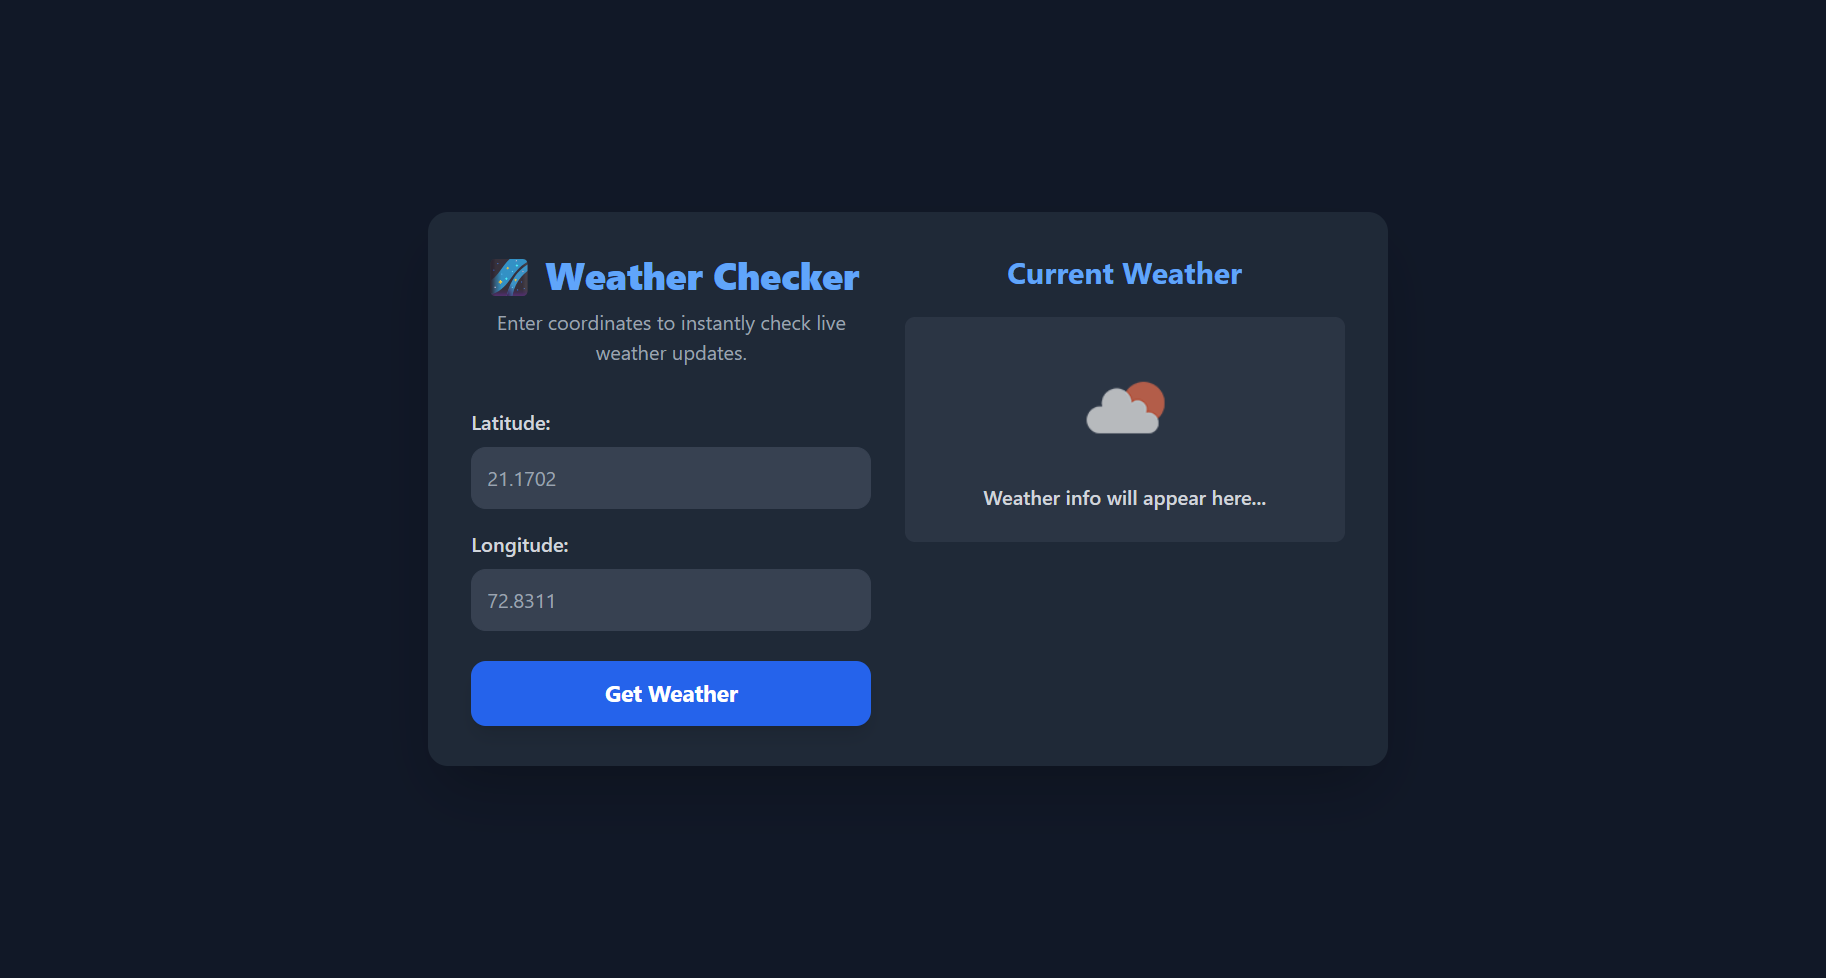 🌌 Weather Checker
Enter coordinates to instantly check live
weather updates.
Latitude:
21.1702
Longitude:
72.8311
Get Weather
Current Weather
Weather info will appear here...